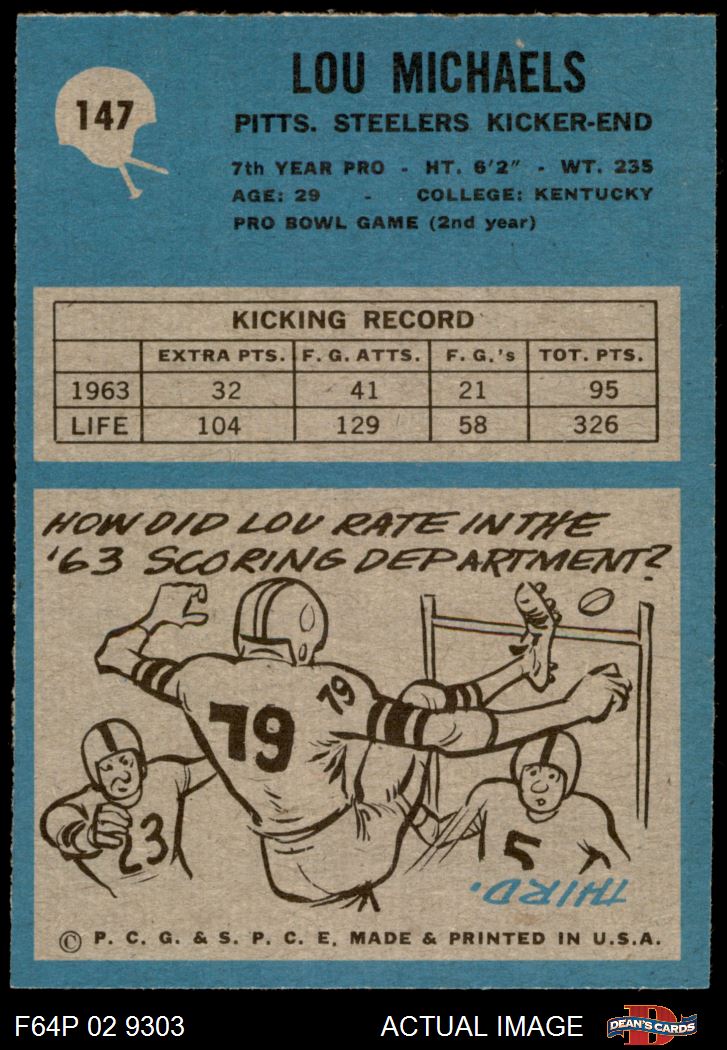 147
LOU MICHAELS
PITTS. STEELERS KICKER-END
7th YEAR PRO - HT. 6'2" - WT. 235
AGE: 29 - COLLEGE: KENTUCKY
PRO BOWL GAME (2nd year)
KICKING RECORD
EXTRA PTS. F. G. ATTS. F. G.'s TOT. PTS.
1963 32 41 21 95
LIFE 104 129 58 326
HOW DID LOU RATE IN THE
'63 SCORING DEPARTMENT?
79
79
23
5
THIRD.
© P. C. G. & S. P. C. E. MADE & PRINTED IN U.S.A.
F64P 02 9303 ACTUAL IMAGE
D
DEAN'S CARDS